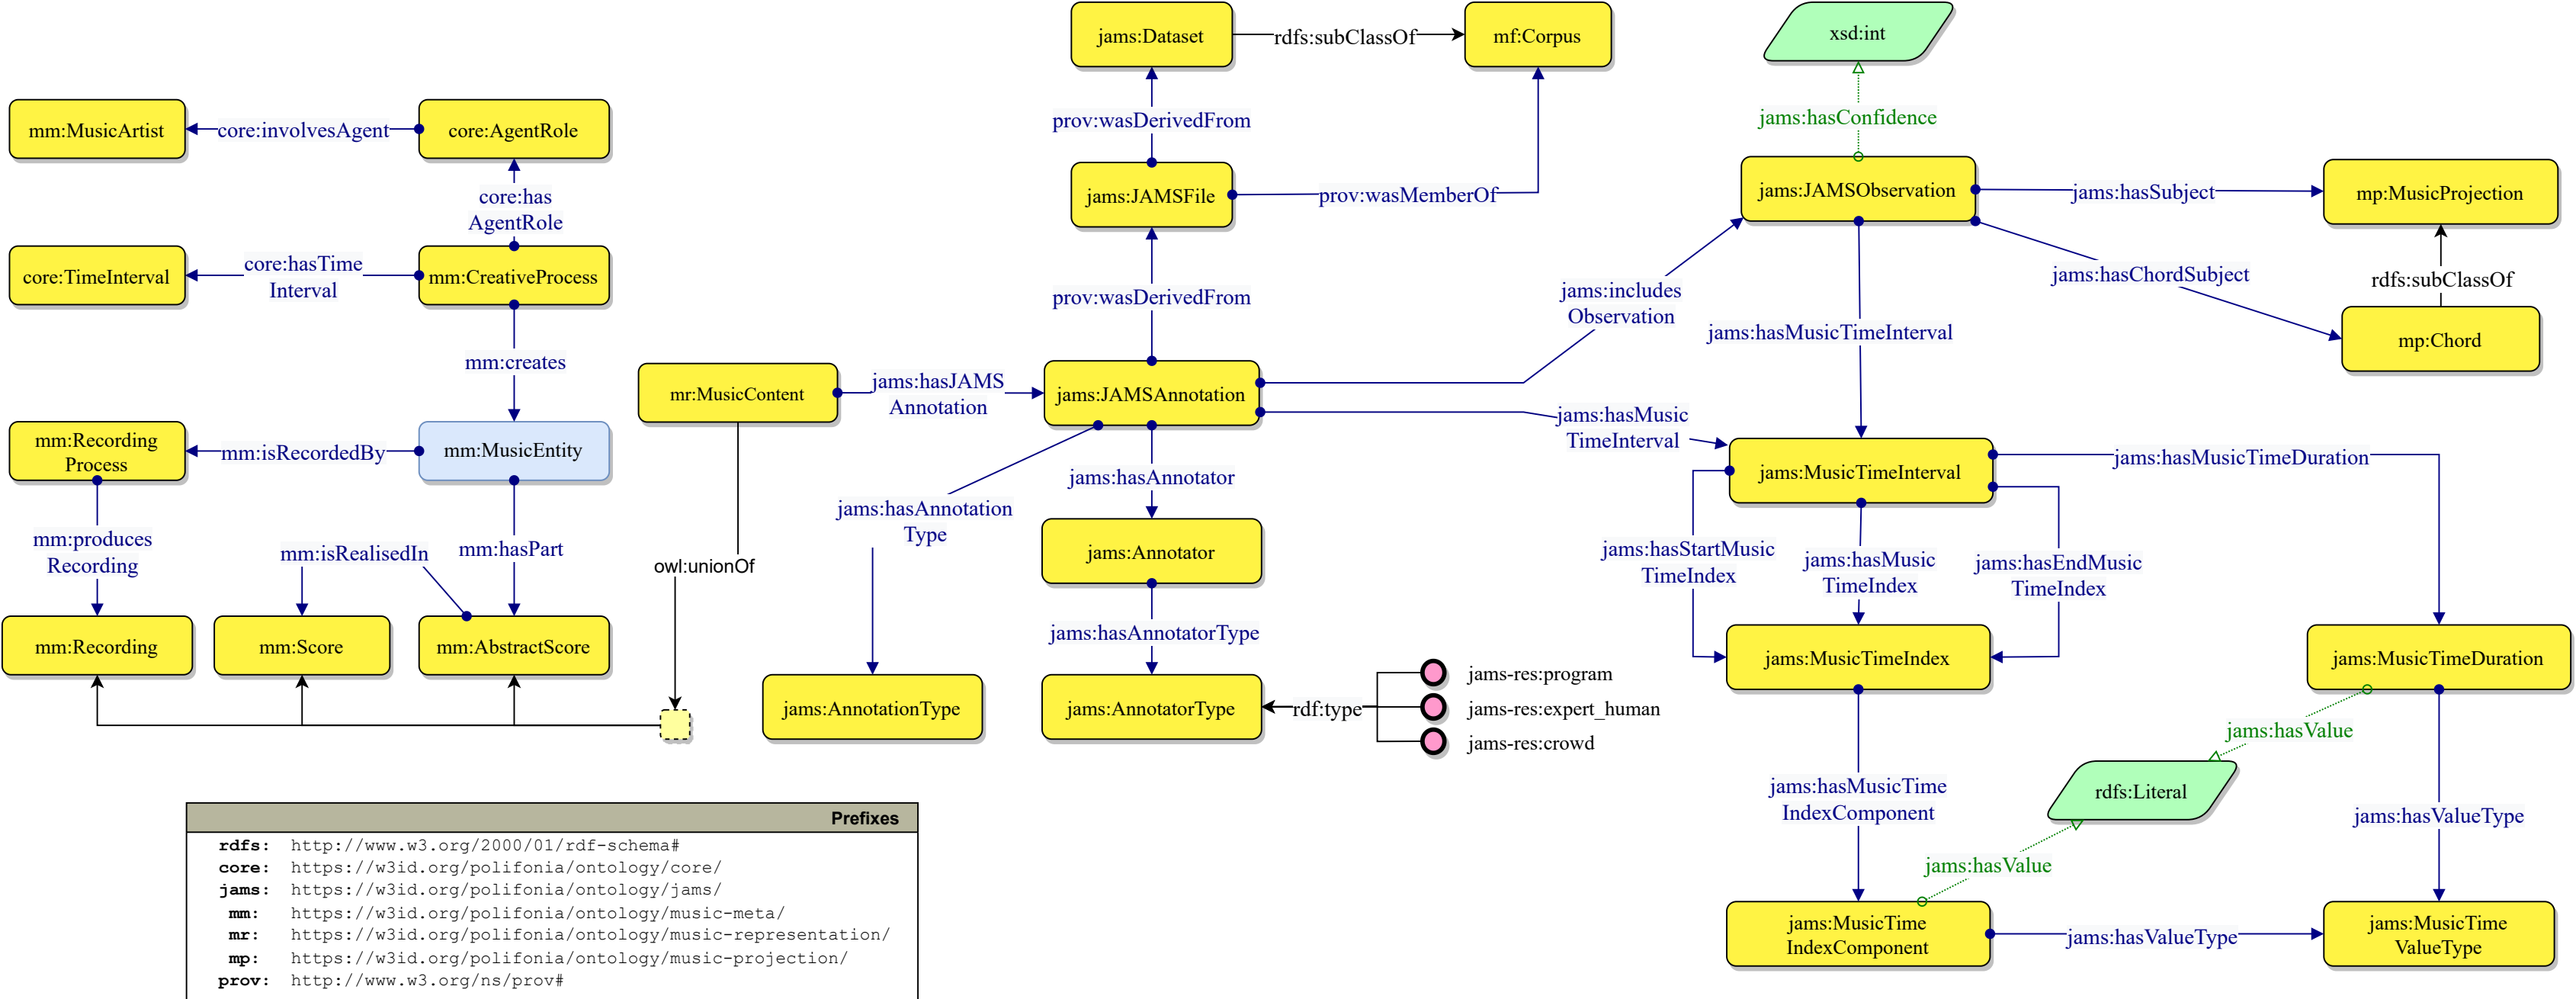 jams:Dataset
rdfs:subClassOf
mf:Corpus
xsd:int
mm:MusicArtist
core:involvesAgent
core:AgentRole
prov:wasDerivedFrom
jams:hasConfidence
core:has
AgentRole
jams:JAMSFile
prov:wasMemberOf
jams:JAMSObservation
jams:hasSubject
mp:MusicProjection
core:TimeInterval
core:hasTime
Interval
mm:CreativeProcess
prov:wasDerivedFrom
jams:includes
Observation
jams:hasChordSubject
rdfs:subClassOf
jams:hasMusicTimeInterval
mp:Chord
mm:creates
mr:MusicContent
jams:hasJAMS
Annotation
jams:JAMSAnnotation
jams:hasMusic
TimeInterval
mm:Recording
Process
mm:isRecordedBy
mm:MusicEntity
jams:hasAnnotation
Type
jams:hasAnnotator
jams:MusicTimeInterval
jams:hasMusicTimeDuration
mm:produces
Recording
mm:isRealisedIn
mm:hasPart
owl:unionOf
jams:Annotator
jams:hasStartMusic
TimeIndex
jams:hasMusic
TimeIndex
jams:hasEndMusic
TimeIndex
mm:Recording
mm:Score
mm:AbstractScore
jams:hasAnnotatorType
jams:MusicTimeIndex
jams:MusicTimeDuration
jams:AnnotationType
jams:AnnotatorType
rdf:type
jams-res:program
jams-res:expert_human
jams-res:crowd
jams:hasValue
jams:hasMusicTime
IndexComponent
rdfs:Literal
jams:hasValueType
jams:hasValue
jams:MusicTime
IndexComponent
jams:hasValueType
jams:MusicTime
ValueType
Prefixes
rdfs: http://www.w3.org/2000/01/rdf-schema#
core: https://w3id.org/polifonia/ontology/core/
jams: https://w3id.org/polifonia/ontology/jams/
mm: https://w3id.org/polifonia/ontology/music-meta/
mr: https://w3id.org/polifonia/ontology/music-representation/
mp: https://w3id.org/polifonia/ontology/music-projection/
prov: http://www.w3.org/ns/prov#